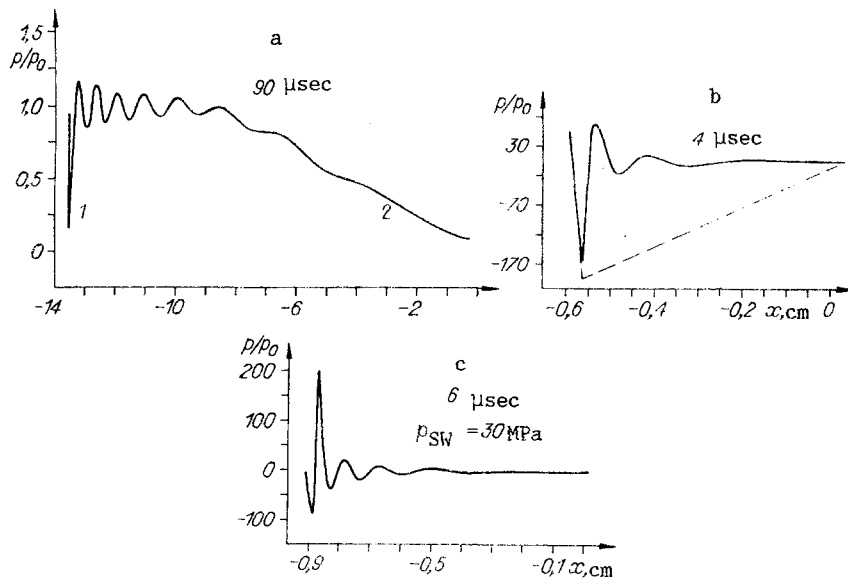 a
1,5
p/p₀
90 μsec
1,0
0,5
1
2
0
-14
-10
-6
-2
b
p/p₀
30
4 μsec
-70
-170
-0,6
-0,4
-0,2
x,cm
0
c
p/p₀
200
6 μsec
100
pSW =30MPa
0
-100
-0,9
-0,5
-0,1
x,cm